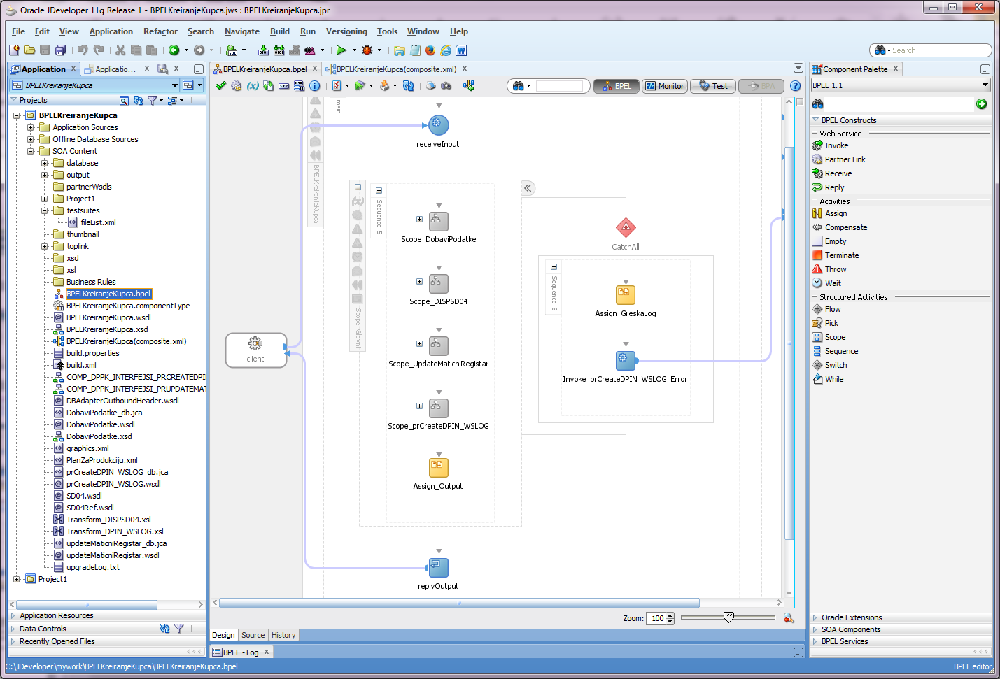 Oracle JDeveloper 11g Release 1 - BPELKreiranjeKupca.jws : BPELKreiranjeKupca.jpr
File Edit View Application Refactor Search Navigate Build Run Versioning Tools Window Help
Search
Application
Applicatio...
BPELKreiranjeKupca
Projects
BPELKreiranjeKupca
Application Sources
Offline Database Sources
SOA Content
database
output
partnerWsdls
Project1
testsuites
fileList.xml
thumbnail
toplink
xsd
xsl
Business Rules
BPELKreiranjeKupca.bpel
BPELKreiranjeKupca.componentType
BPELKreiranjeKupca.wsdl
BPELKreiranjeKupca.xsd
BPELKreiranjeKupca(composite.xml)
build.properties
build.xml
COMP_DPPK_INTERFEJSI_PRCREATEDPI
COMP_DPPK_INTERFEJSI_PRUPDATEMAT
DBAdapterOutboundHeader.wsdl
DobaviPodatke_db.jca
DobaviPodatke.wsdl
DobaviPodatke.xsd
graphics.xml
PlanZaProdukciju.xml
prCreateDPIN_WSLOG_db.jca
prCreateDPIN_WSLOG.wsdl
SD04.wsdl
SD04Ref.wsdl
Transform_DISPSD04.xsl
Transform_DPIN_WSLOG.xsl
updateMaticniRegistar_db.jca
updateMaticniRegistar.wsdl
upgradeLog.txt
Project1
Application Resources
Data Controls
Recently Opened Files
BPELKreiranjeKupca.bpel
BPELKreiranjeKupca(composite.xml)
BPEL Monitor Test BPA
main
BPELKreiranjeKupca
receiveInput
client
Scope_Glavni
Sequence_5
Scope_DobaviPodatke
Scope_DISPSD04
Scope_UpdateMaticniRegistar
Scope_prCreateDPIN_WSLOG
Assign_Output
CatchAll
Sequence_6
Assign_GreskaLog
Invoke_prCreateDPIN_WSLOG_Error
replyOutput
Zoom: 100
Design Source History
BPEL - Log
Component Palette
BPEL 1.1
BPEL Constructs
Web Service
Invoke
Partner Link
Receive
Reply
Activities
Assign
Compensate
Empty
Terminate
Throw
Wait
Structured Activities
Flow
Pick
Scope
Sequence
Switch
While
Oracle Extensions
SOA Components
BPEL Services
C:\JDeveloper\mywork\BPELKreiranjeKupca\BPELKreiranjeKupca.bpel
BPEL editor